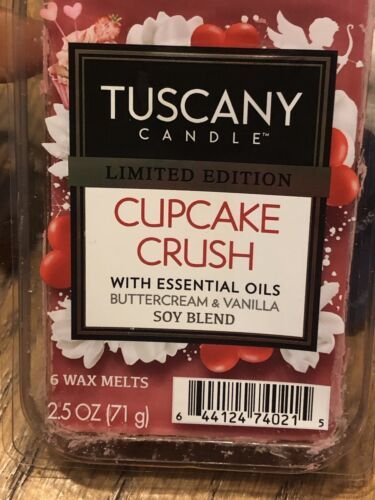 TUSCANY
CANDLE™
LIMITED EDITION
CUPCAKE
CRUSH
WITH ESSENTIAL OILS
BUTTERCREAM & VANILLA
SOY BLEND
6 WAX MELTS
2.5 OZ (71 g)
6 44124 74021 5